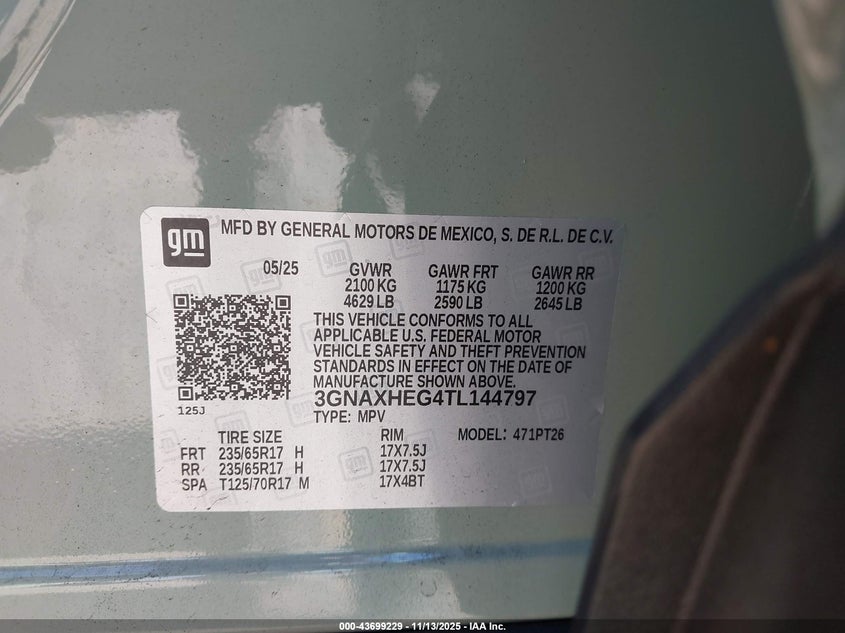 gm MFD BY GENERAL MOTORS DE MEXICO, S. DE R.L. DE C.V.
05/25 GVWR GAWR FRT GAWR RR
2100 KG 1175 KG 1200 KG
4629 LB 2590 LB 2645 LB
THIS VEHICLE CONFORMS TO ALL
APPLICABLE U.S. FEDERAL MOTOR
VEHICLE SAFETY AND THEFT PREVENTION
STANDARDS IN EFFECT ON THE DATE OF
MANUFACTURE SHOWN ABOVE.
125J
3GNAXHEG4TL144797
TYPE: MPV
TIRE SIZE RIM MODEL: 471PT26
FRT 235/65R17 H 17X7.5J
RR 235/65R17 H 17X7.5J
SPA T125/70R17 M 17X4BT
000-43699229 - 11/13/2025 - IAA Inc.